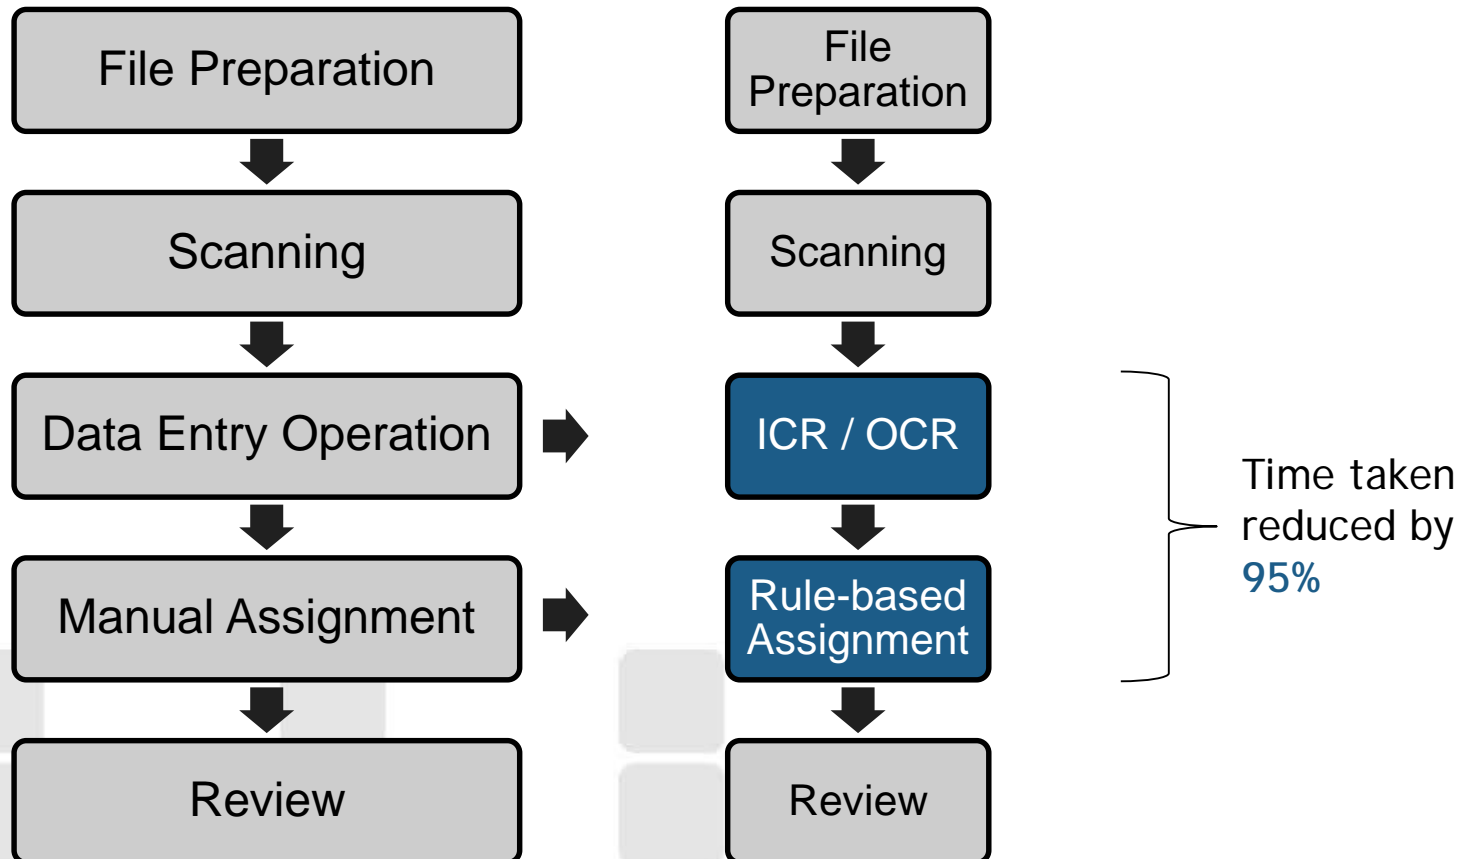 File Preparation
Scanning
Data Entry Operation
Manual Assignment
Review
File
Preparation
Scanning
ICR / OCR
Rule-based
Assignment
Review
Time taken
reduced by
95%